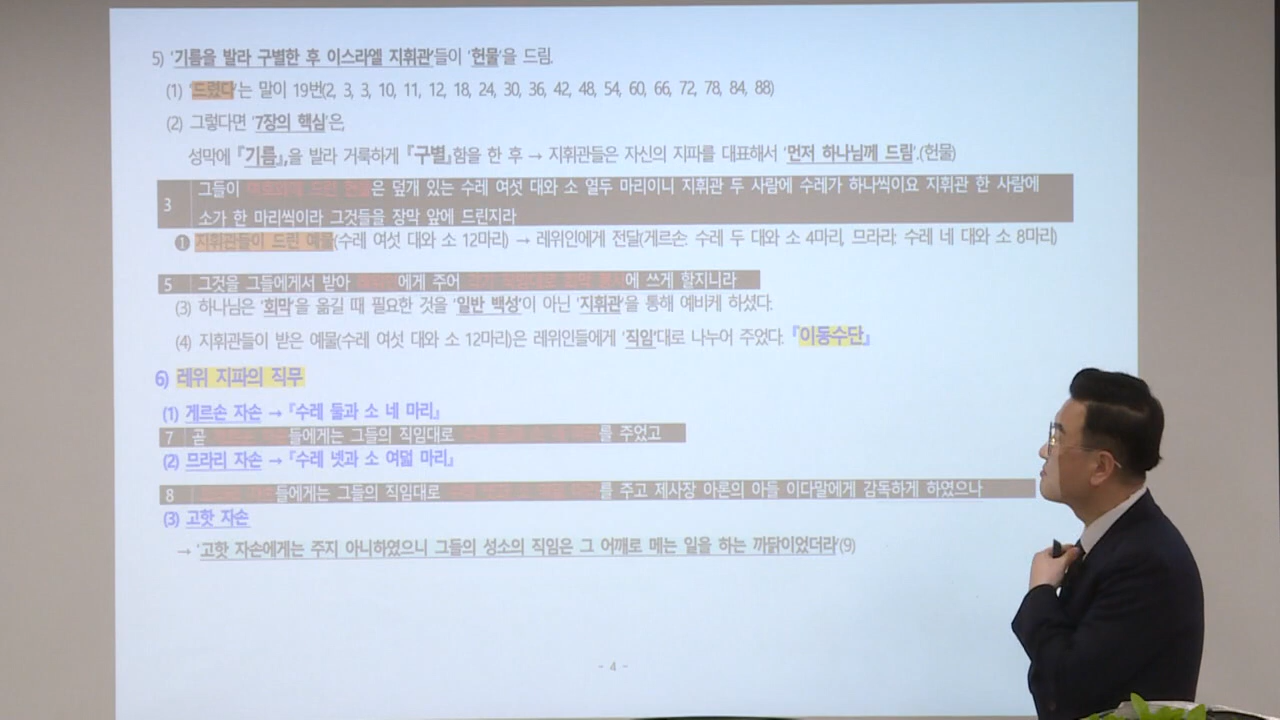 5) '기름을 발라 구별한 후 이스라엘 지휘관'들이 '헌물'을 드림.
(1) '드렸다'는 말이 19번(2, 3, 3, 10, 11, 12, 18, 24, 30, 36, 42, 48, 54, 60, 66, 72, 78, 84, 88)
(2) 그렇다면 '7장의 핵심'은,
성막에 『기름』,을 발라 거룩하게 『구별』함을 한 후 → 지휘관들은 자신의 지파를 대표해서 '먼저 하나님께 드림'.(헌물)
3 그들이 여호와께 드린 헌물은 덮개 있는 수레 여섯 대와 소 열두 마리이니 지휘관 두 사람에 수레가 하나씩이요 지휘관 한 사람에
소가 한 마리씩이라 그것들을 장막 앞에 드린지라
❶ 지휘관들이 드린 예물(수레 여섯 대와 소 12마리) → 레위인에게 전달(게르손: 수레 두 대와 소 4마리, 므라리: 수레 네 대와 소 8마리)
5 그것을 그들에게서 받아 에게 주어 에 쓰게 할지니라
(3) 하나님은 '회막'을 옮길 때 필요한 것을 '일반 백성'이 아닌 '지휘관'을 통해 예비케 하셨다.
(4) 지휘관들이 받은 예물(수레 여섯 대와 소 12마리)은 레위인들에게 '직임'대로 나누어 주었다. 『이동수단』
6) 레위 지파의 직무
(1) 게르손 자손 → 『수레 둘과 소 네 마리』
7 곧 들에게는 그들의 직임대로 를 주었고
(2) 므라리 자손 → 『수레 넷과 소 여덟 마리』
8 들에게는 그들의 직임대로 를 주고 제사장 아론의 아들 이다말에게 감독하게 하였으나
(3) 고핫 자손
→ '고핫 자손에게는 주지 아니하였으니 그들의 성소의 직임은 그 어깨로 메는 일을 하는 까닭이었더라'(9)
- 4 -